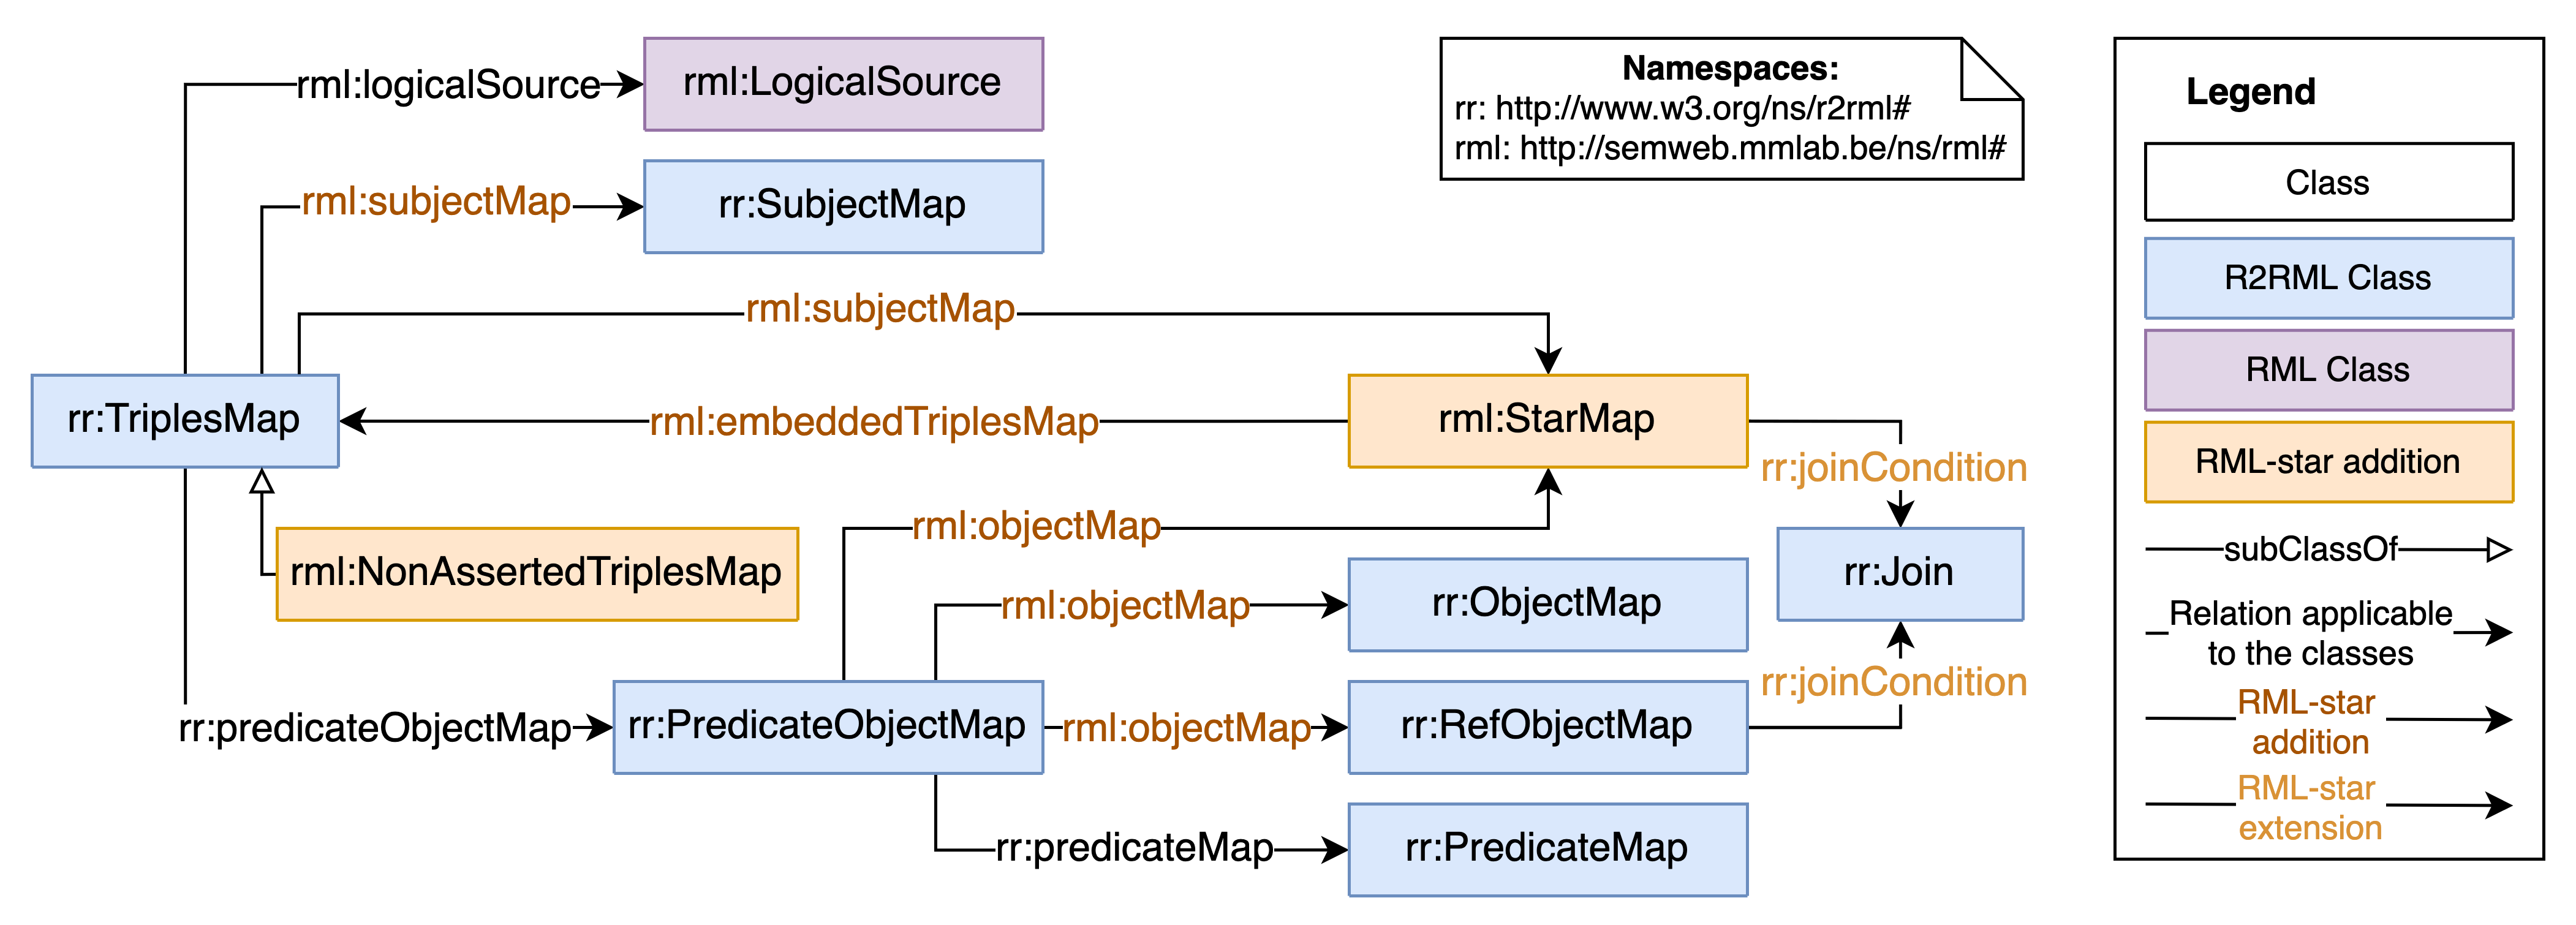 rml:logicalSource
rml:LogicalSource
rml:subjectMap
rr:SubjectMap
rml:subjectMap
rr:TriplesMap
rml:embeddedTriplesMap
rml:StarMap
rr:joinCondition
rml:NonAssertedTriplesMap
rml:objectMap
rml:objectMap
rr:ObjectMap
rr:Join
rr:joinCondition
rr:predicateObjectMap
rr:PredicateObjectMap
rml:objectMap
rr:RefObjectMap
rr:predicateMap
rr:PredicateMap
Namespaces:
rr: http://www.w3.org/ns/r2rml#
rml: http://semweb.mmlab.be/ns/rml#
Legend
Class
R2RML Class
RML Class
RML-star addition
subClassOf
Relation applicable
to the classes
RML-star
addition
RML-star
extension